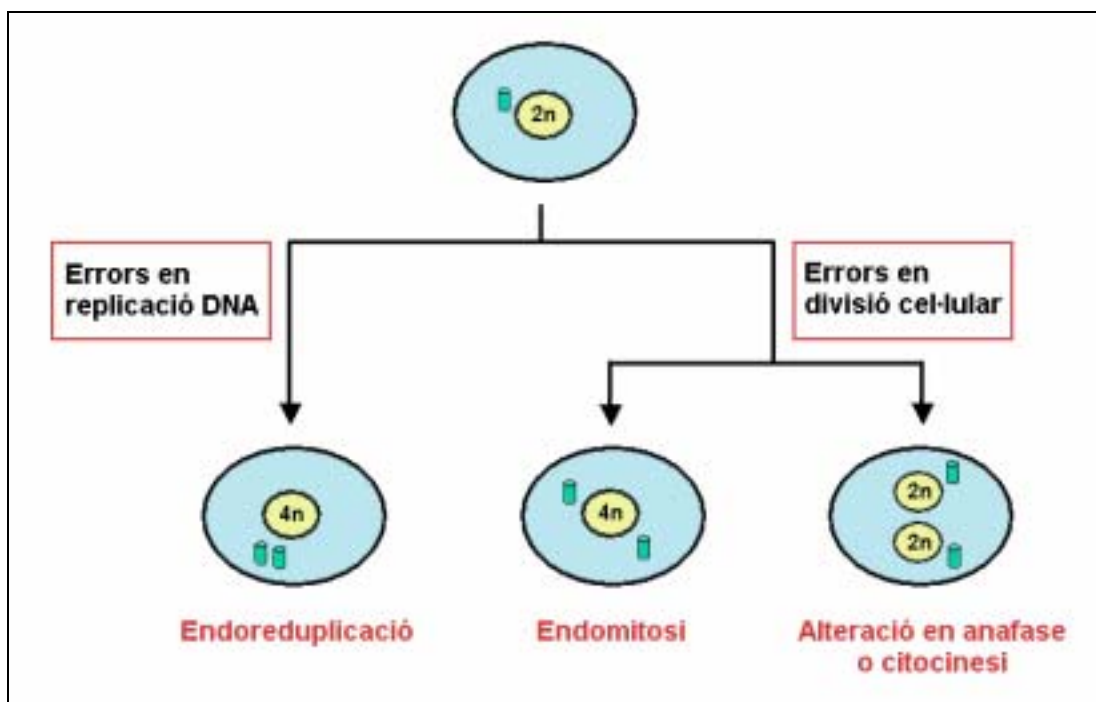 2n
Errors en
replicació DNA
Errors en
divisió cel·lular
4n
4n
2n
2n
Endoreduplicació
Endomitosi
Alteració en anafase
o citocinesi